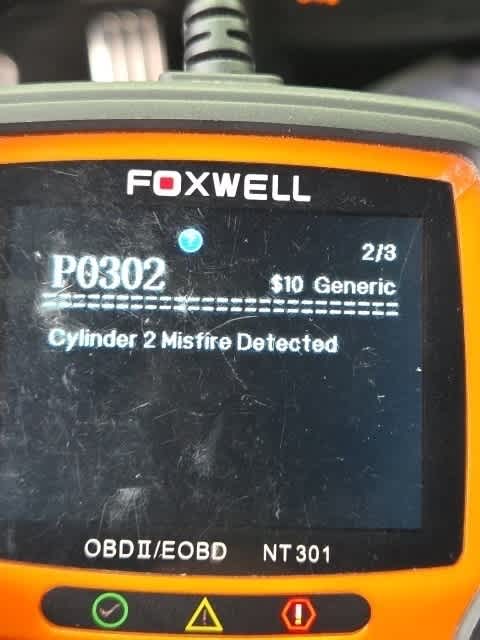 FOXWELL
2/3
P0302
$10 Generic
Cylinder 2 Misfire Detected
OBDII/EOBD NT301